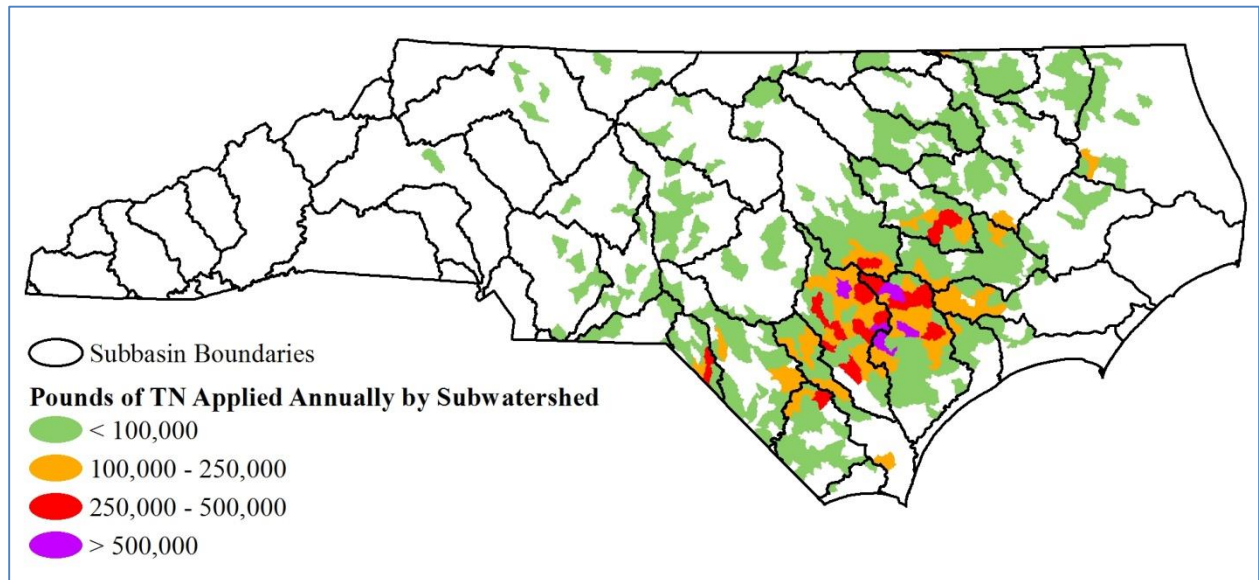 Subbasin Boundaries
Pounds of TN Applied Annually by Subwatershed
< 100,000
100,000 - 250,000
250,000 - 500,000
> 500,000